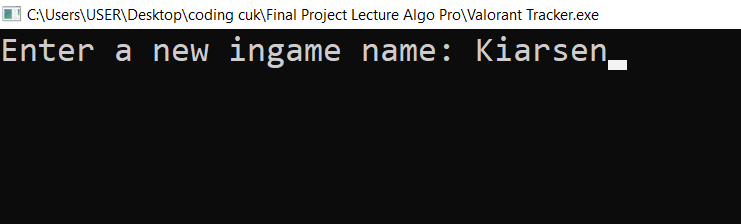 C:\Users\USER\Desktop\coding cuk\Final Project Lecture Algo Pro\Valorant Tracker.exe
Enter a new ingame name: Kiarsen